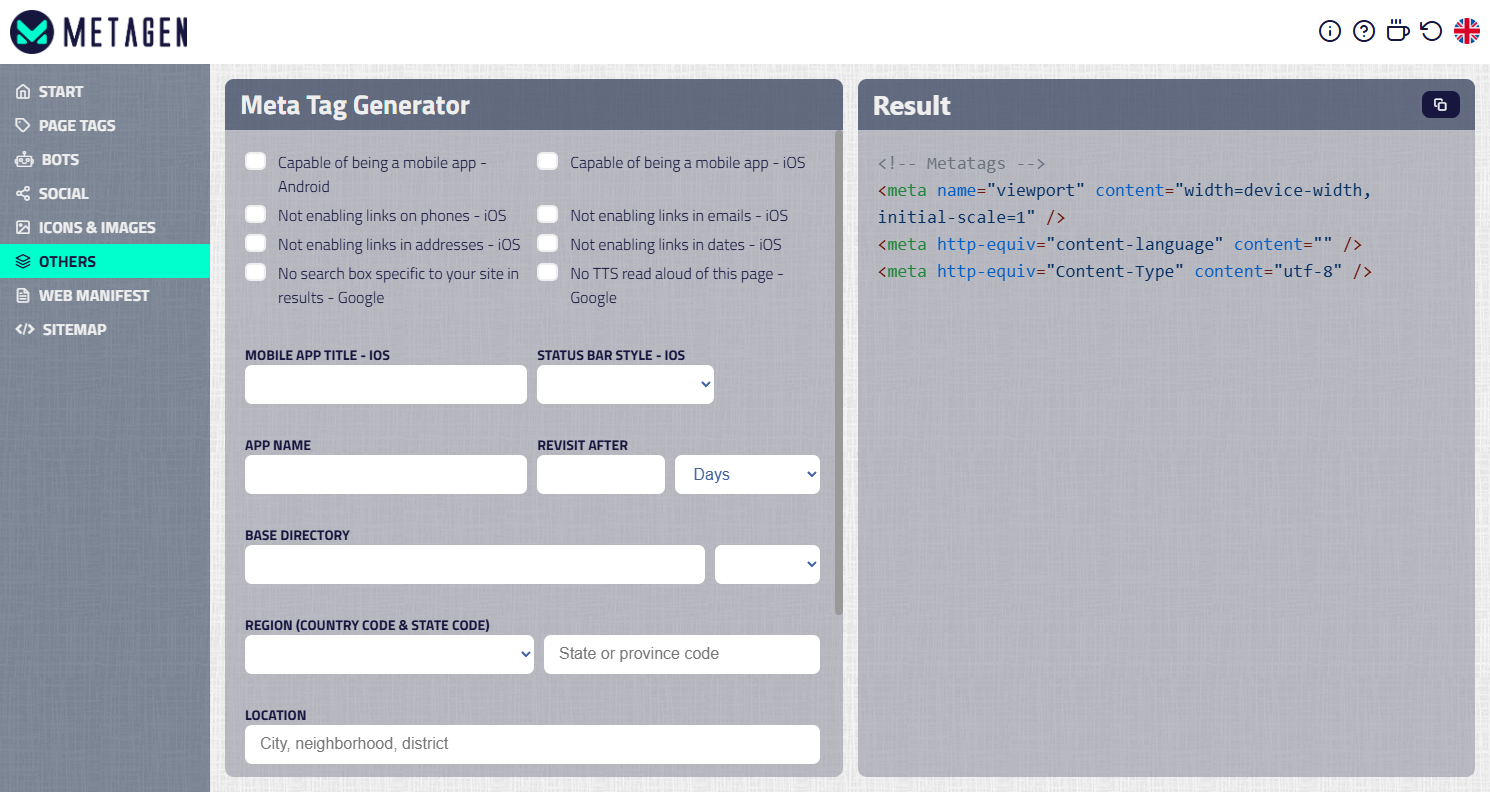 METAGEN
START
PAGE TAGS
BOTS
SOCIAL
ICONS & IMAGES
OTHERS
WEB MANIFEST
SITEMAP
Meta Tag Generator
Capable of being a mobile app -
Android
Capable of being a mobile app - iOS
Not enabling links on phones - iOS
Not enabling links in emails - iOS
Not enabling links in addresses - iOS
Not enabling links in dates - iOS
No search box specific to your site in
results - Google
No TTS read aloud of this page -
Google
MOBILE APP TITLE - IOS
STATUS BAR STYLE - IOS
APP NAME
REVISIT AFTER
Days
BASE DIRECTORY
REGION (COUNTRY CODE & STATE CODE)
State or province code
LOCATION
City, neighborhood, district
Result
<!-- Metatags -->
<meta name="viewport" content="width=device-width,
initial-scale=1" />
<meta http-equiv="content-language" content="" />
<meta http-equiv="Content-Type" content="utf-8" />